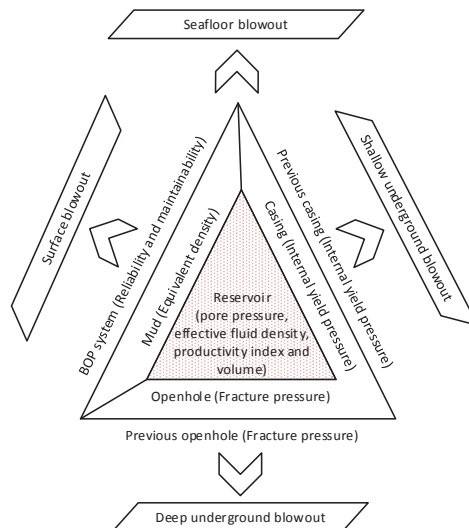 Seafloor blowout
Surface blowout
BOP system (Reliability and maintainability)
Mud (Equivalent density)
Reservoir
(pore pressure,
effective fluid density,
productivity index and
volume)
Casing (Internal yield pressure)
Previous casing (Internal yield pressure)
Shallow underground blowout
Openhole (Fracture pressure)
Previous openhole (Fracture pressure)
Deep underground blowout